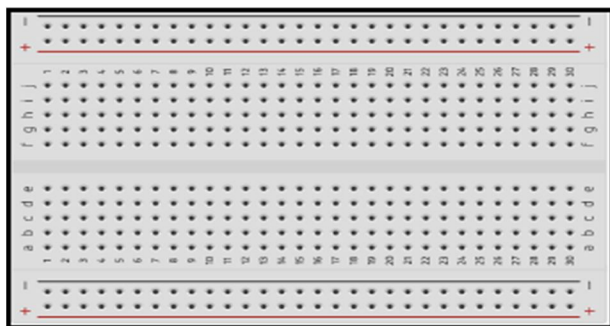 − −
+ +
1 2 3 4 5 6 7 8 9 10 11 12 13 14 15 16 17 18 19 20 21 22 23 24 25 26 27 28 29 30
j j
i i
h h
g g
f f
e e
d d
c c
b b
a a
1 2 3 4 5 6 7 8 9 10 11 12 13 14 15 16 17 18 19 20 21 22 23 24 25 26 27 28 29 30
− −
+ +